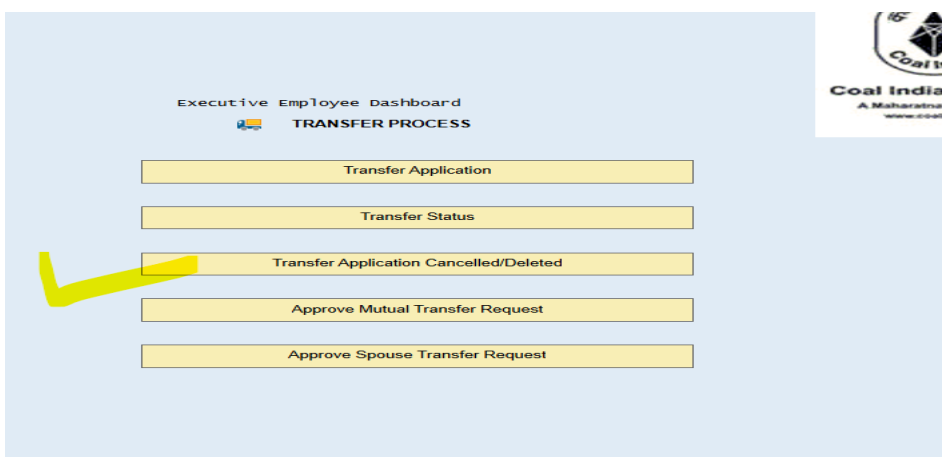 Executive Employee Dashboard
TRANSFER PROCESS
Coal India
A Maharatna
Transfer Application
Transfer Status
Transfer Application Cancelled/Deleted
Approve Mutual Transfer Request
Approve Spouse Transfer Request